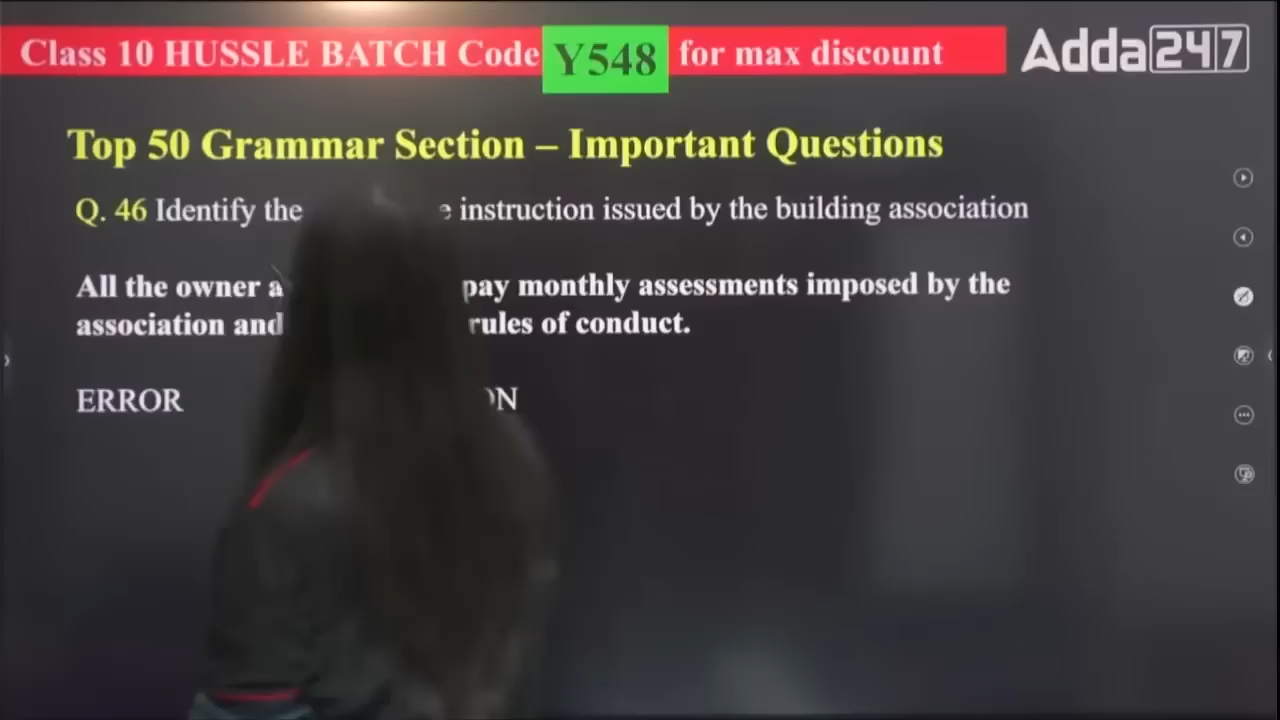 Class 10 HUSSLE BATCH Code Y548 for max discount
Adda247
Top 50 Grammar Section – Important Questions
Q. 46 Identify the instruction issued by the building association
All the owner pay monthly assessments imposed by the
association and rules of conduct.
ERROR